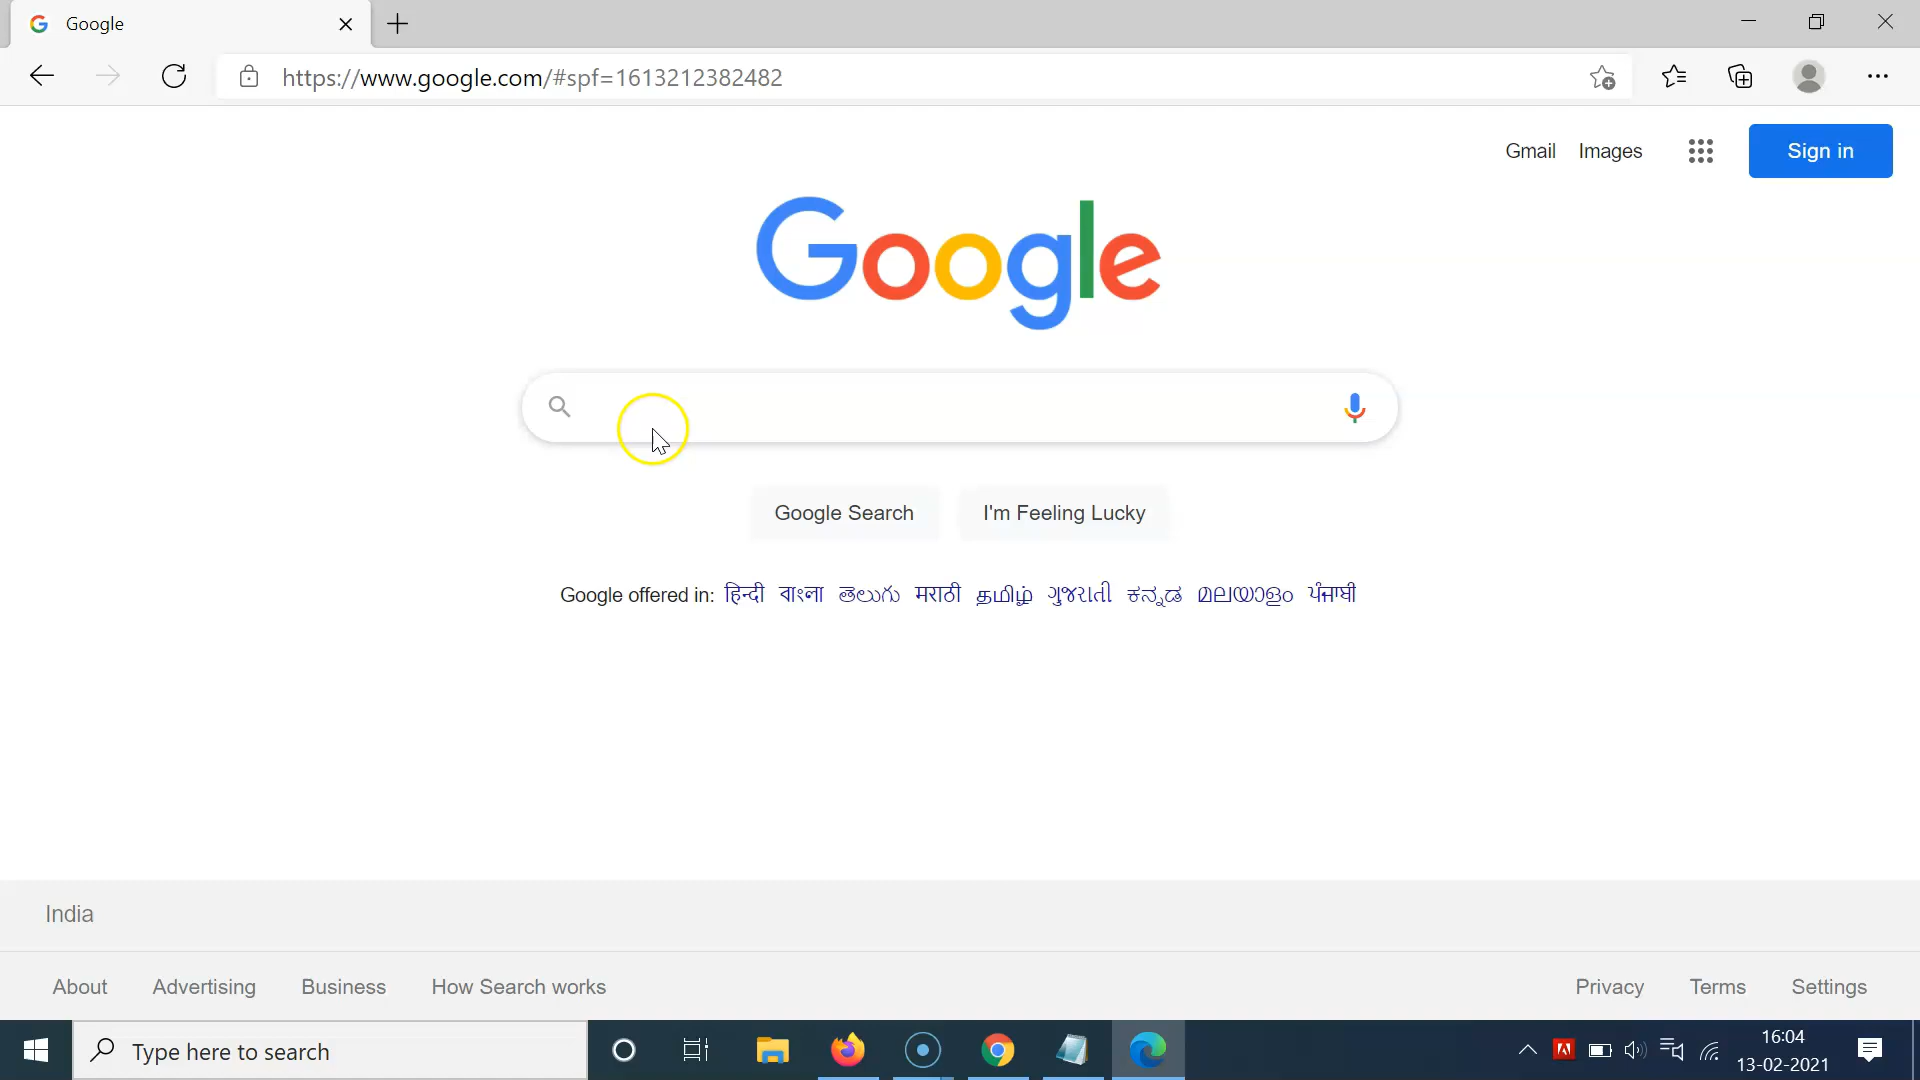 Google
https://www.google.com/#spf=1613212382482
Gmail Images Sign in
Google
Google Search I'm Feeling Lucky
Google offered in: हिन्दी বাংলা తెలుగు मराठी தமிழ் ગુજરાતી ಕನ್ನಡ മലയാളം ਪੰਜਾਬੀ
India
About Advertising Business How Search works Privacy Terms Settings
Type here to search
16:04
13-02-2021